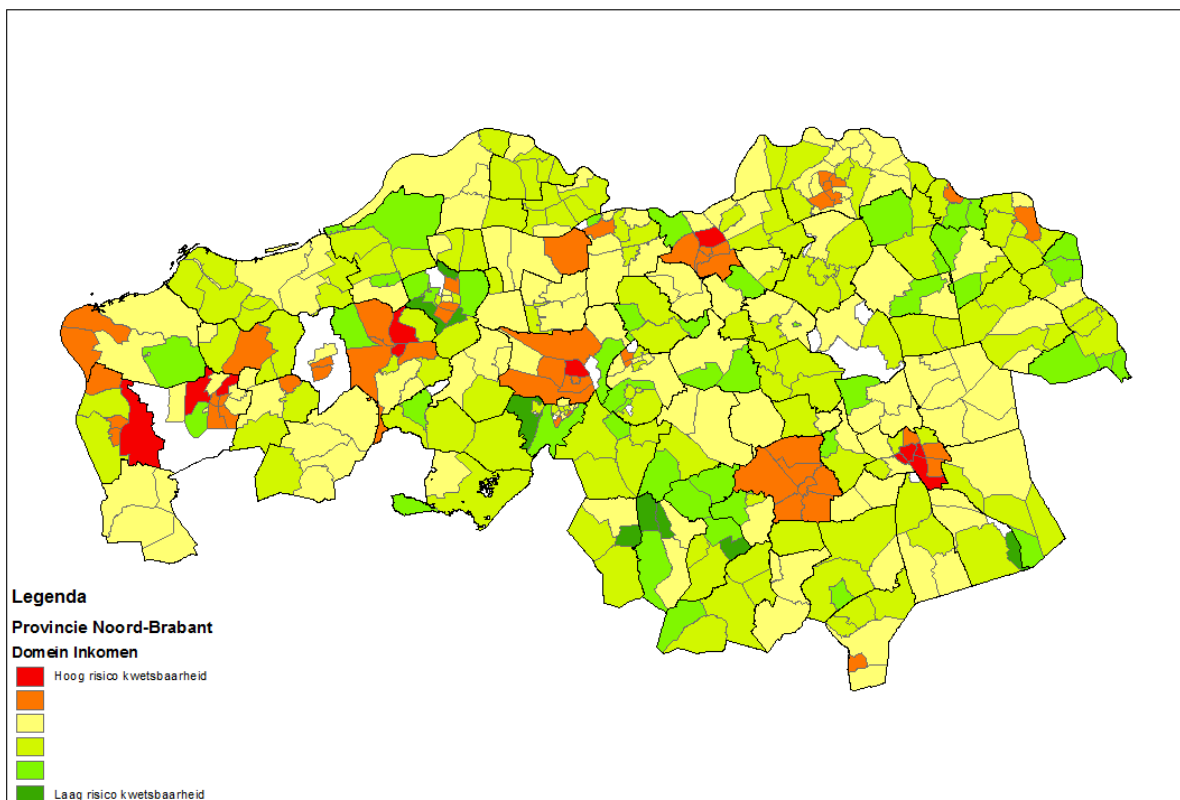 Legenda
Provincie Noord-Brabant
Domein Inkomen
Hoog risico kwetsbaarheid
Laag risico kwetsbaarheid